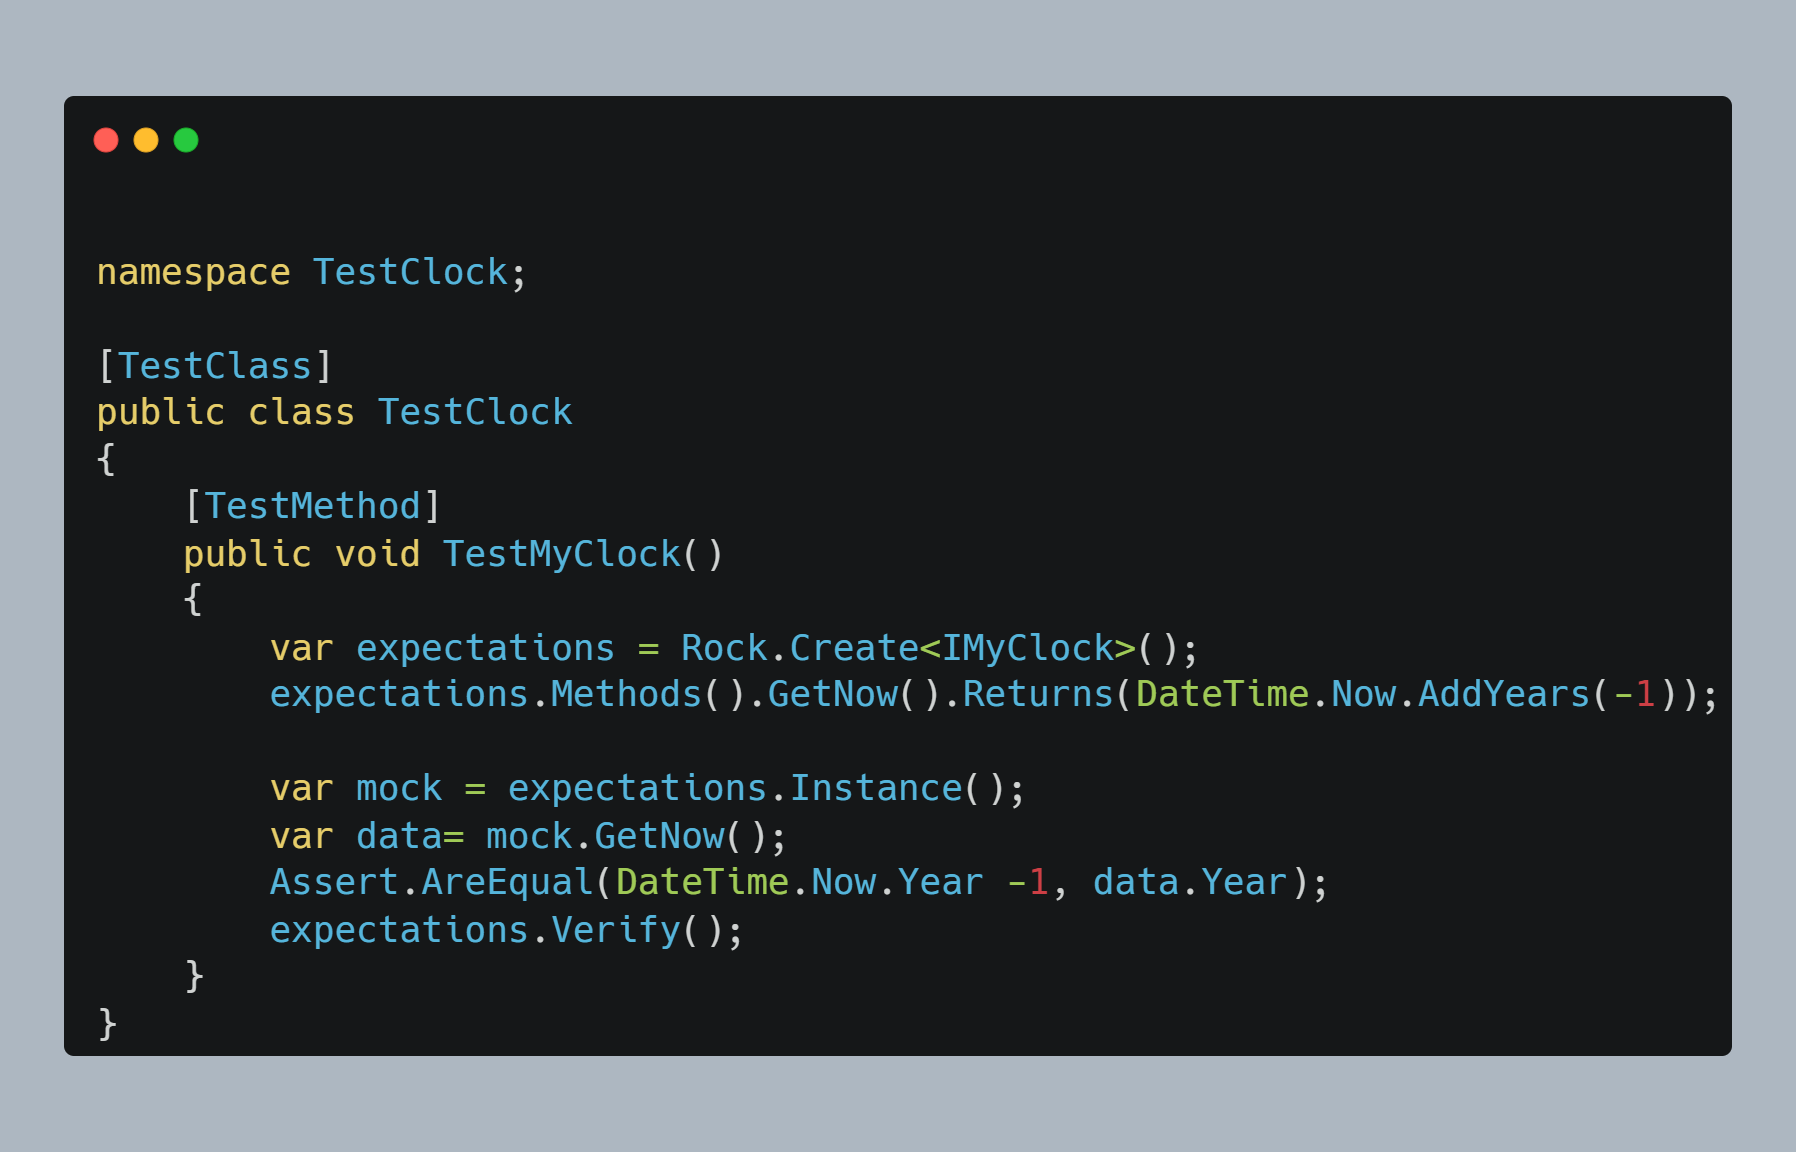 namespace TestClock;
[TestClass]
public class TestClock
{
    [TestMethod]
    public void TestMyClock()
    {
        var expectations = Rock.Create<IMyClock>();
        expectations.Methods().GetNow().Returns(DateTime.Now.AddYears(-1));
        var mock = expectations.Instance();
        var data= mock.GetNow();
        Assert.AreEqual(DateTime.Now.Year -1, data.Year);
        expectations.Verify();
    }
}